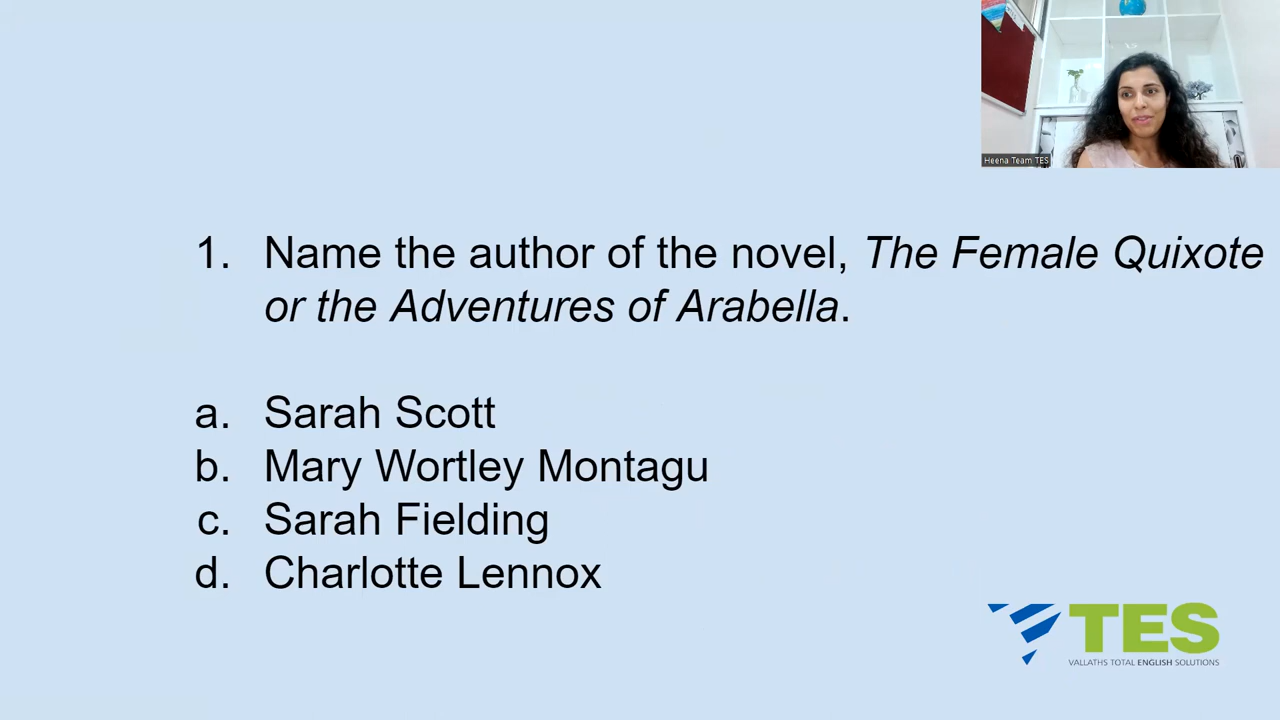 Heena Team TES
1. Name the author of the novel, The Female Quixote
or the Adventures of Arabella.
a. Sarah Scott
b. Mary Wortley Montagu
c. Sarah Fielding
d. Charlotte Lennox
TES
VALLATHS TOTAL ENGLISH SOLUTIONS